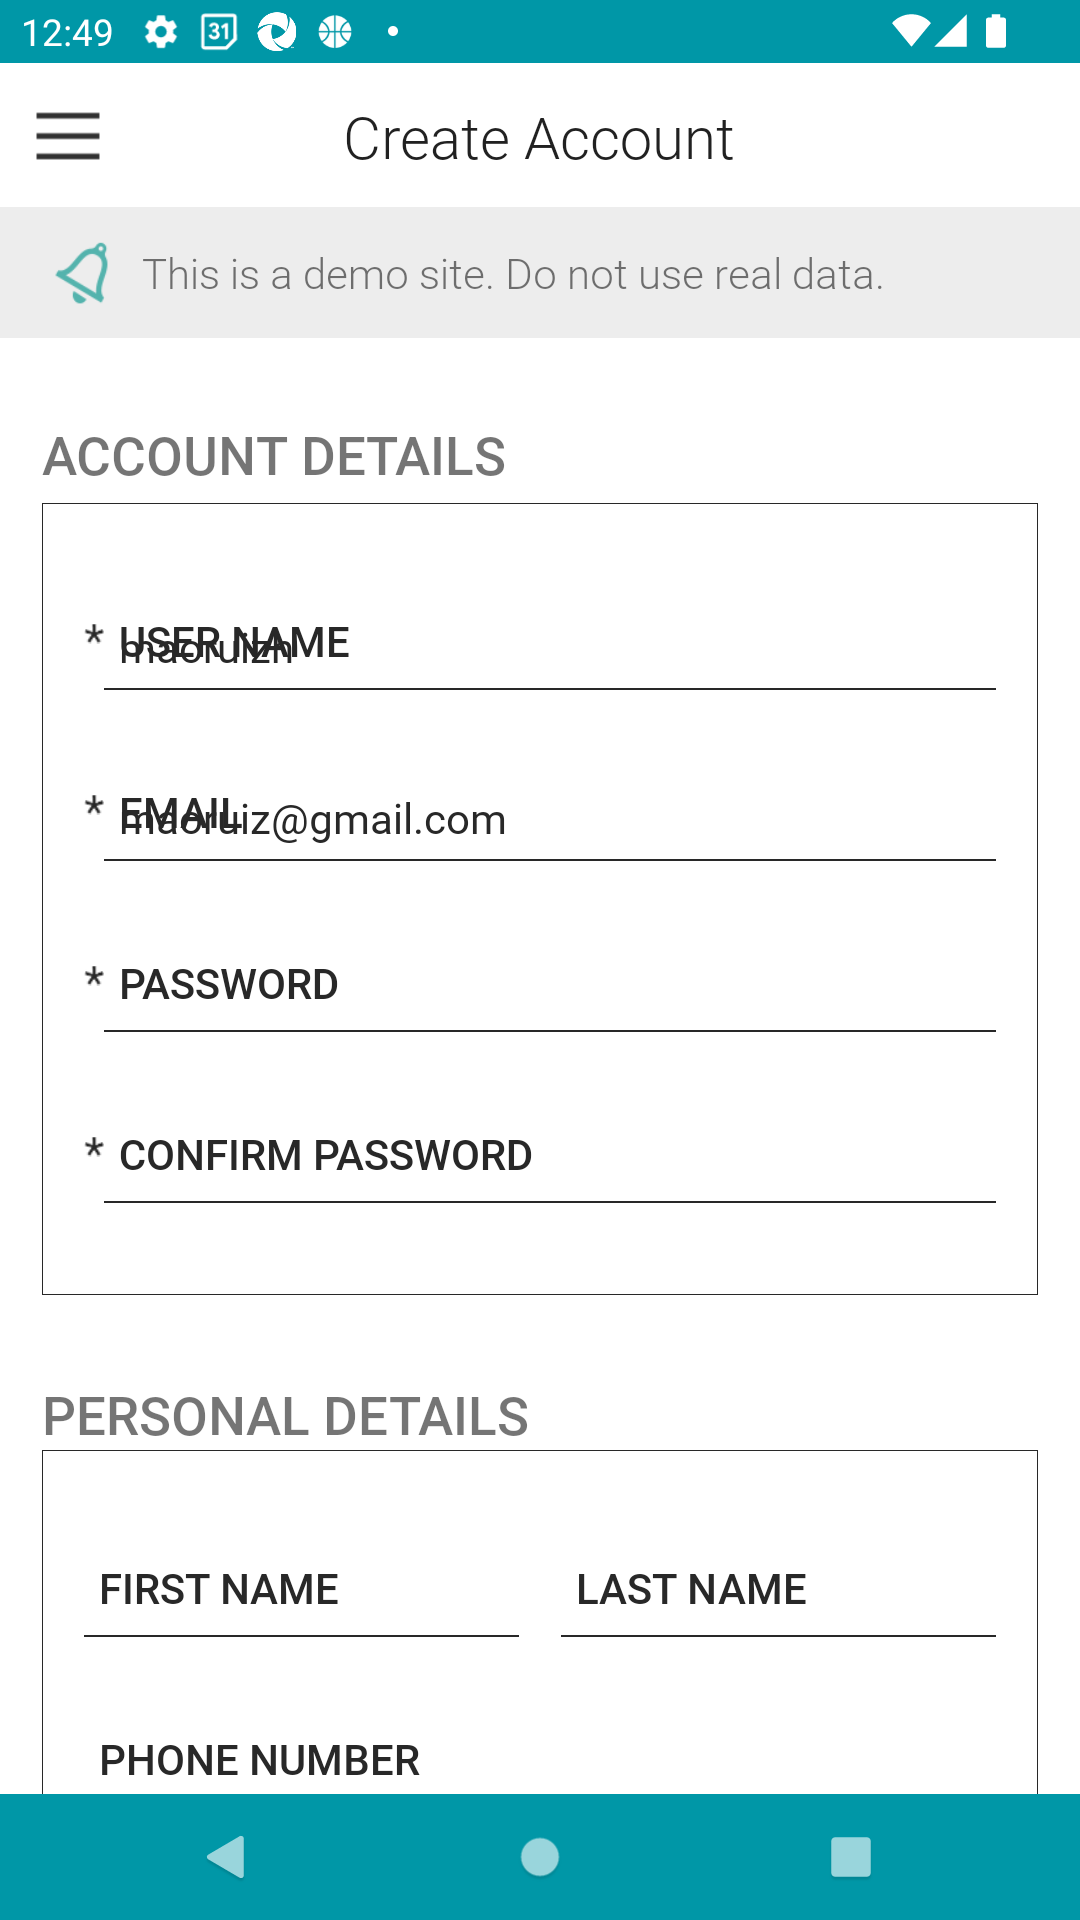 12:49
31
Create Account
This is a demo site. Do not use real data.
ACCOUNT DETAILS
* USER NAME
maoruizh
* EMAIL
maoruiz@gmail.com
* PASSWORD
* CONFIRM PASSWORD
PERSONAL DETAILS
FIRST NAME LAST NAME
PHONE NUMBER